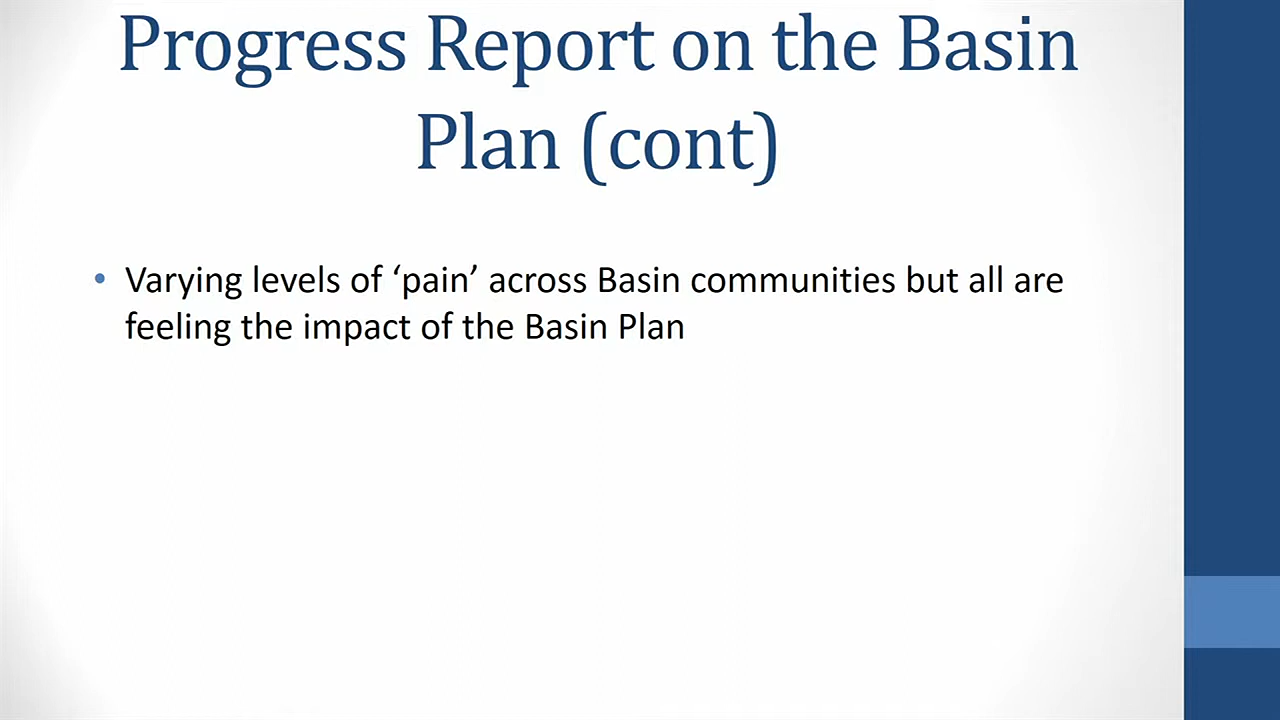 Progress Report on the Basin
Plan (cont)
• Varying levels of ‘pain’ across Basin communities but all are
feeling the impact of the Basin Plan